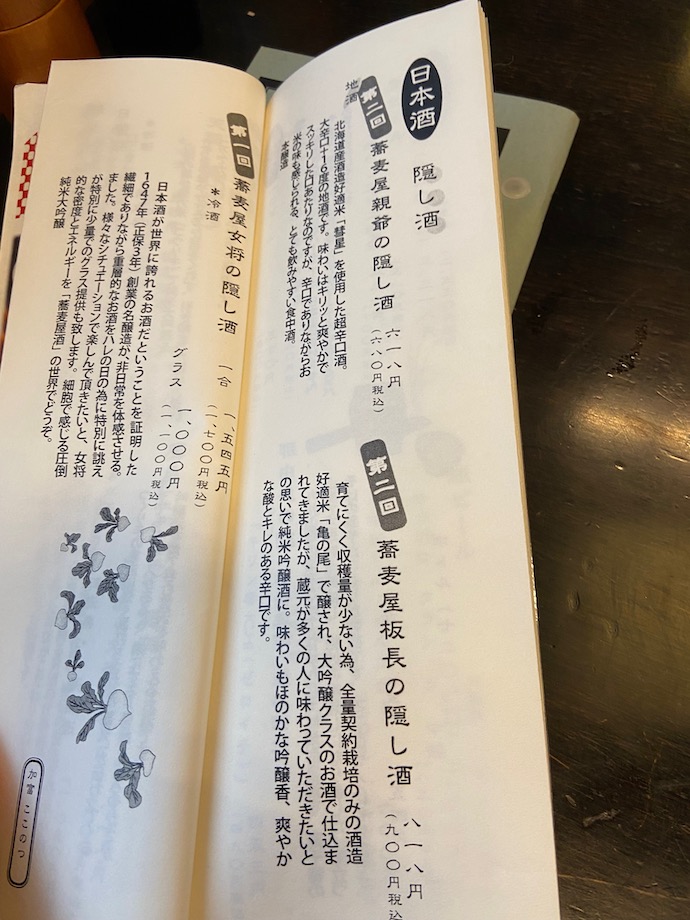 日本酒
隠し酒
地酒
第二回
蕎麦屋親爺の隠し酒
六一八円
(六八〇円税込)
北海道産酒造好適米「彗星」を使用した超辛口酒。
大辛口+16度の地酒です。味わいはキリッと爽やかで
スッキリした口あたりなのですが、辛口でありながらお
米の味も感じられる、とても飲みやすい食中酒。
本醸造
第二回
蕎麦屋板長の隠し酒
八一八円
(九〇〇円税込
育てにくく収穫量が少ない為、全量契約栽培のみの酒造
好適米「亀の尾」で醸され、大吟醸クラスのお酒で仕込ま
れてきましたが、蔵元が多くの人に味わっていただきたいと
の思いで純米吟醸酒に。味わいもほのかな吟醸香、爽やか
な酸とキレのある辛口です。
第一回
蕎麦屋女将の隠し酒
*冷酒
一合 一、五四五円
(一、七〇〇円税込)
グラス 一、〇〇〇円
(一、一〇〇円税込)
日本酒が世界に誇れるお酒だということを証明した
1647年(正保3年)創業の名醸造が、非日常を体感させる。
繊細でありながら重層的なお酒をハレの日の為に特別に誂え
ました。様々なシチュエーションで楽しんで頂きたいと、女将
が特別に少量でのグラス提供も致します。細胞で感じる圧倒
的な密度とエネルギーを「蕎麦屋酒」の世界でどうぞ。
純米大吟醸
加富 ここのつ